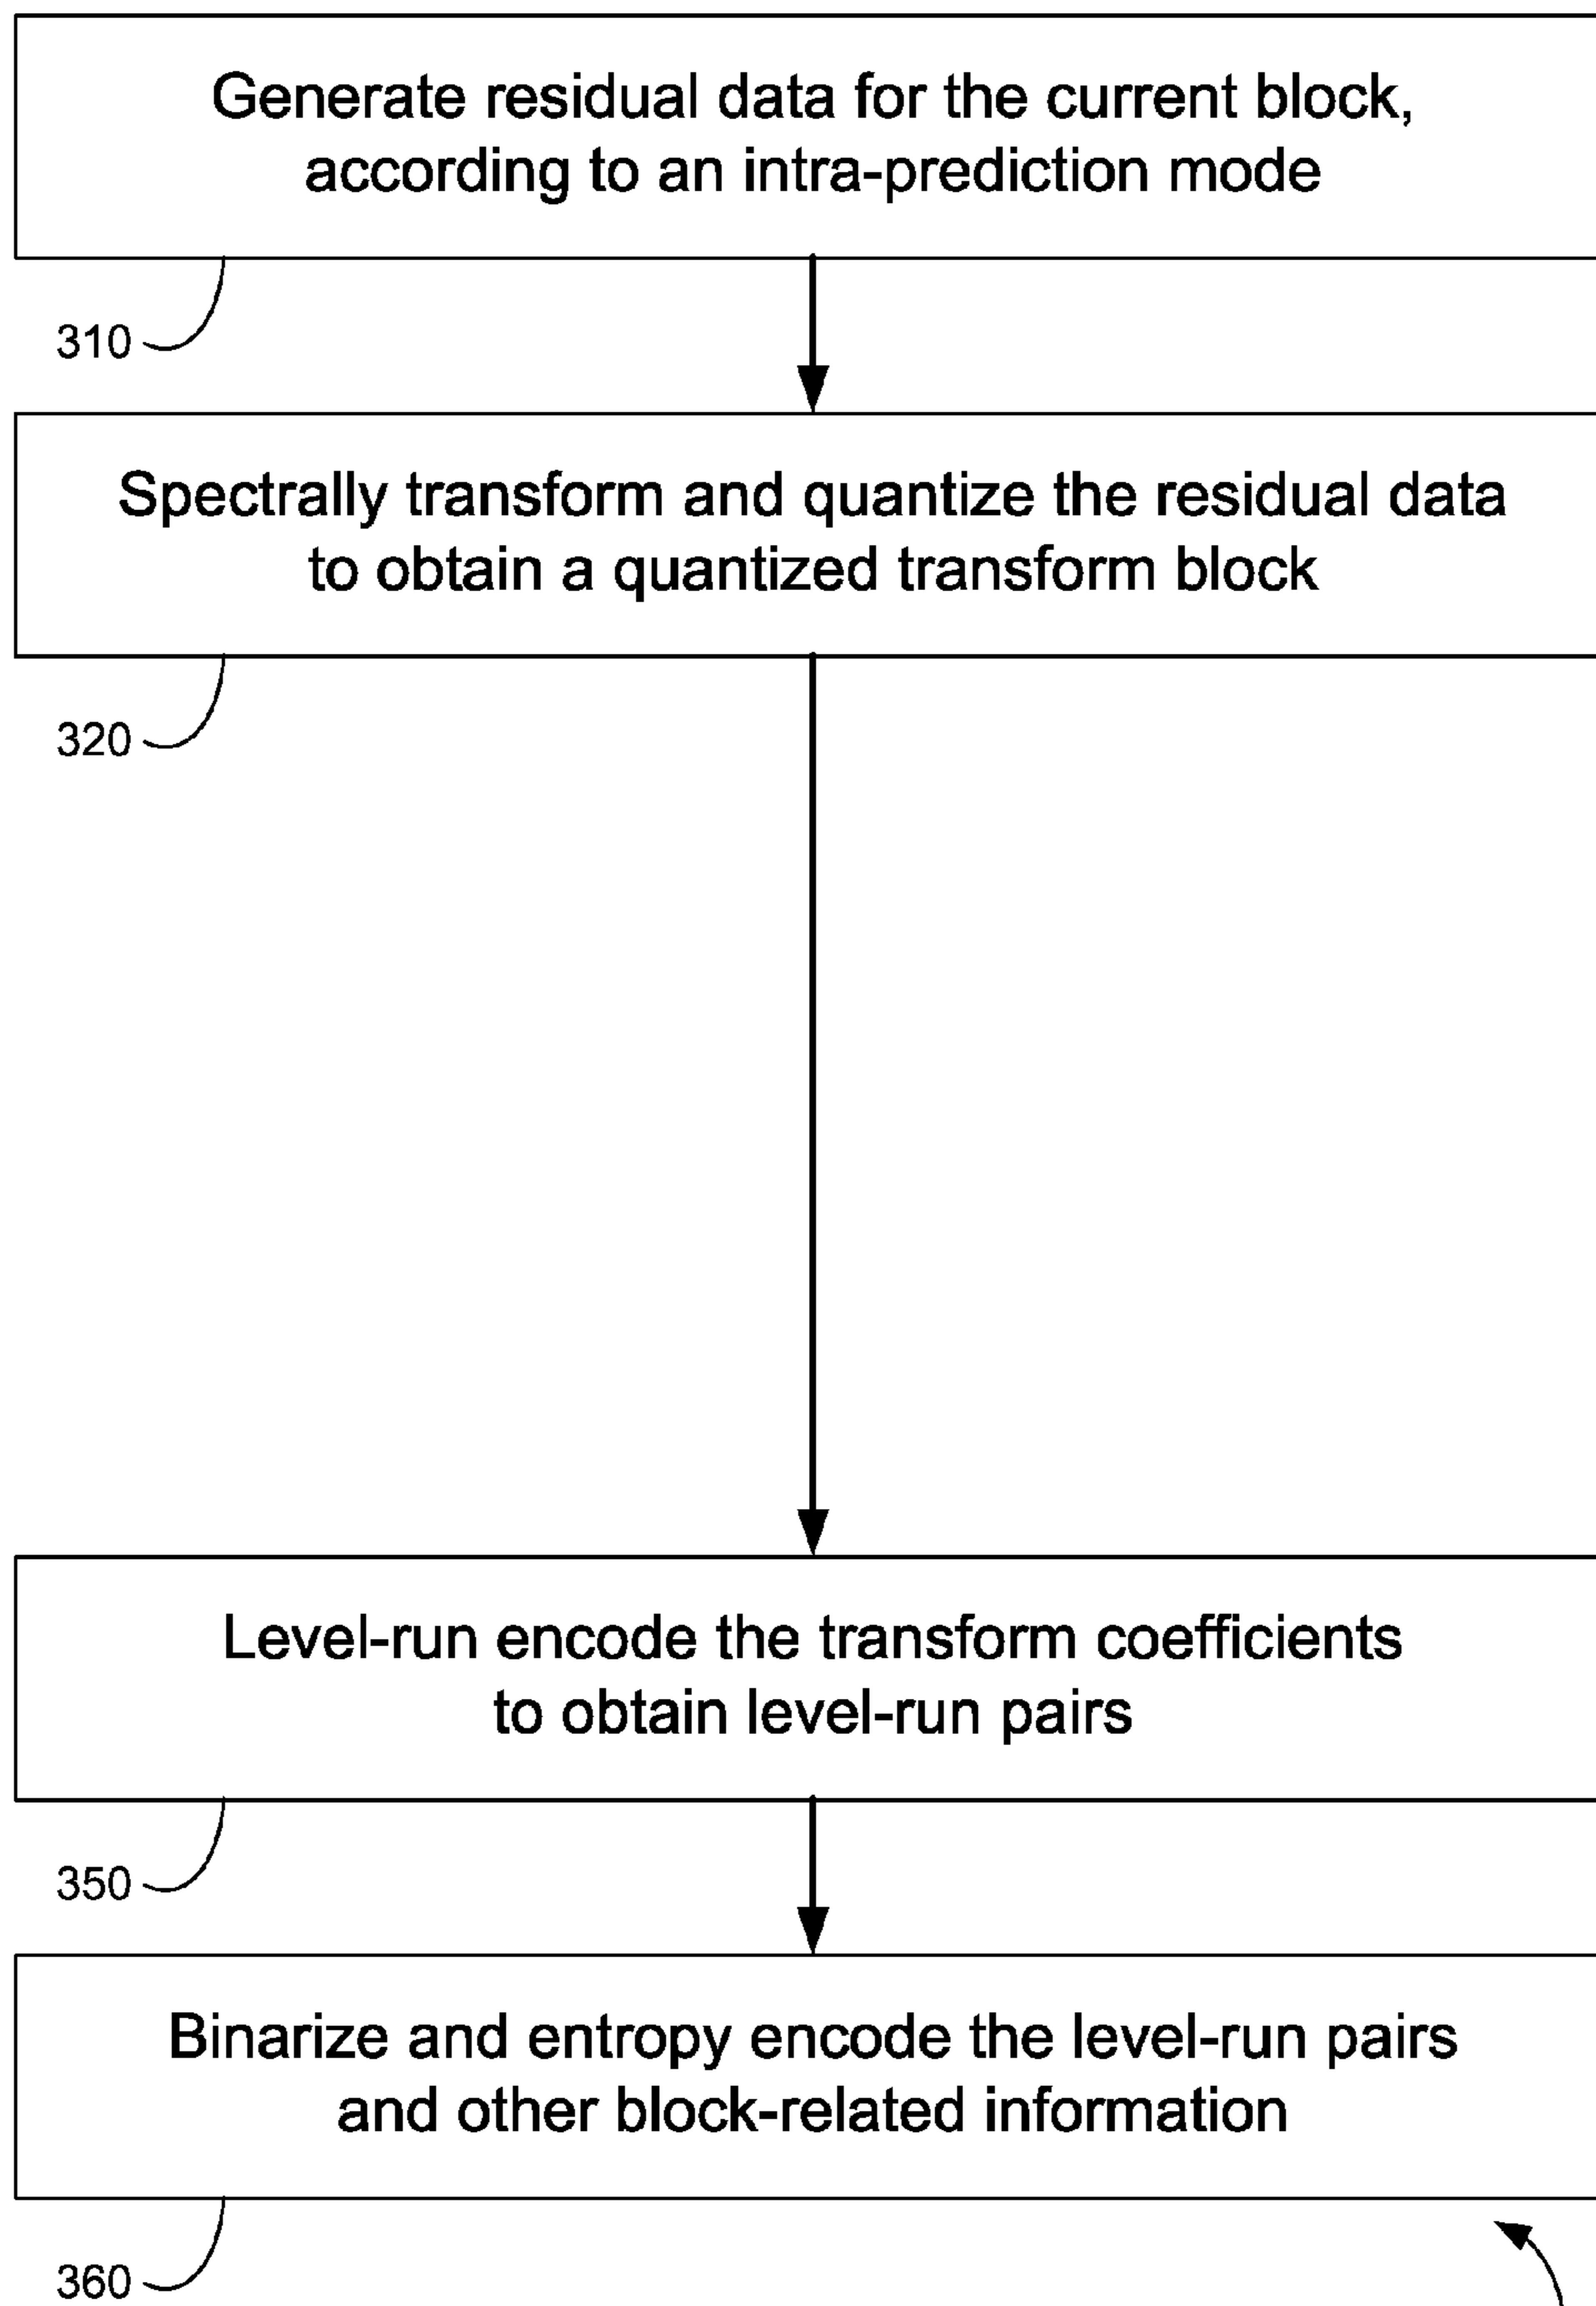 Generate residual data for the current block,
according to an intra-prediction mode
310
Spectrally transform and quantize the residual data
to obtain a quantized transform block
320
Level-run encode the transform coefficients
to obtain level-run pairs
350
Binarize and entropy encode the level-run pairs
and other block-related information
360